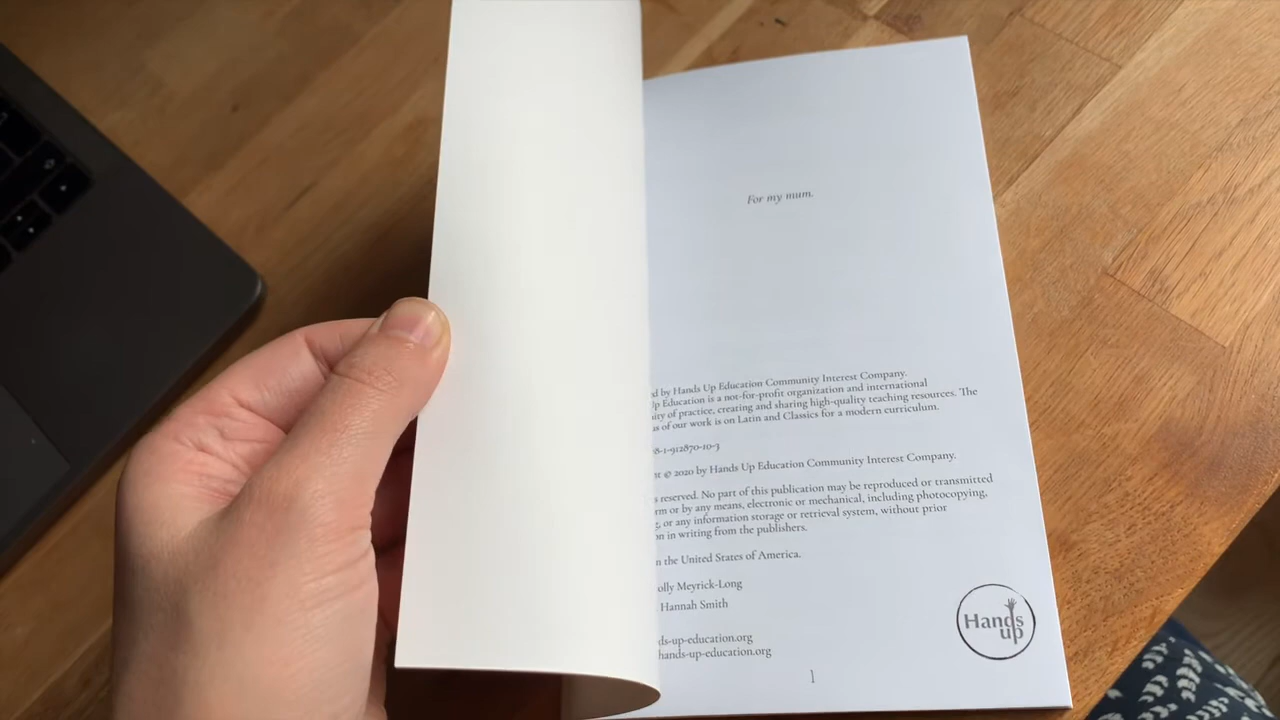 For my mum.
by Hands Up Education Community Interest Company.
Up Education is a not-for-profit organization and international
of practice, creating and sharing high-quality teaching resources. The
of our work is on Latin and Classics for a modern curriculum.
8-1-912870-10-3
© 2020 by Hands Up Education Community Interest Company.
reserved. No part of this publication may be reproduced or transmitted
or by any means, electronic or mechanical, including photocopying,
or any information storage or retrieval system, without prior
in writing from the publishers.
the United States of America.
olly Meyrick-Long
Hannah Smith
ds-up-education.org
hands-up-education.org
Hands
up
1